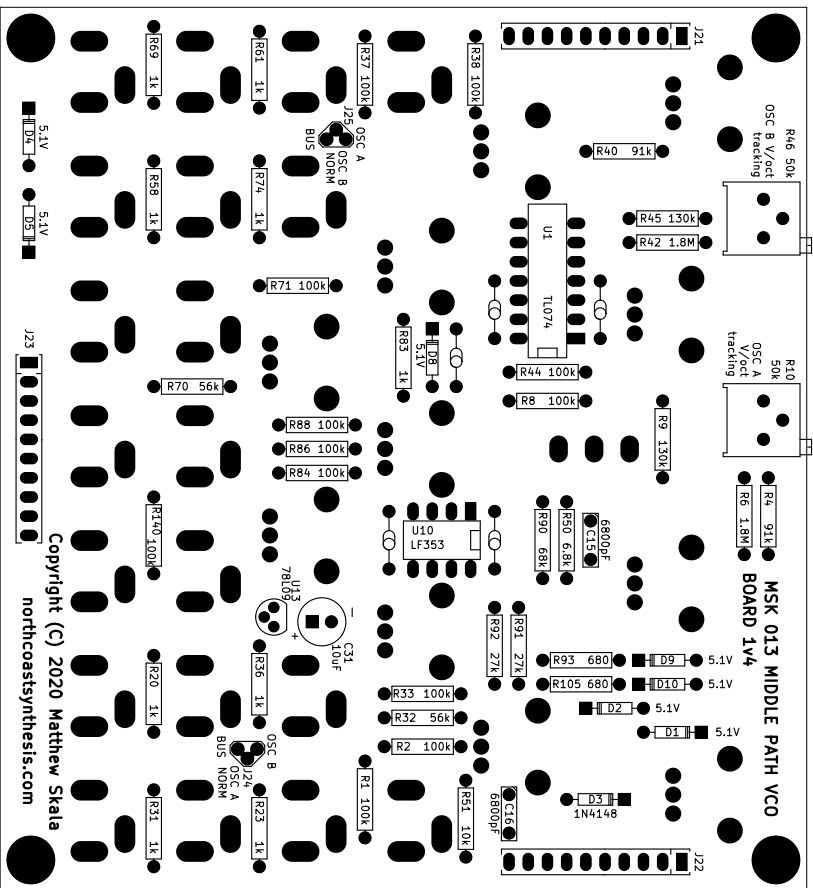 R69 1k
R61 1k
R37 100k
R38 100k
J21
5.1V
D4
J25
OSC A
OSC B
BUS NORM
R40 91k
OSC B V/oct
tracking
R46 50k
R58 1k
R74 1k
5.1V
D5
U1
TL074
R45 130k
R42 1.8M
R71 100k
J23
R83 1k
5.1V
D8
R44 100k
R8 100k
OSC A
V/oct
tracking
R10
50k
R70 56k
R88 100k
R86 100k
R84 100k
R9 130k
R140 100k
U10
LF353
R90 68k
R50 6.8k
C15
6800pF
R6 1.8M
R4 91k
U13
78L09
C31
10uF
−
+
R92 27k
R91 27k
MSK 013 MIDDLE PATH VCO
BOARD 1v4
R93 680
D9 5.1V
R105 680
D10 5.1V
D2 5.1V
D1 5.1V
R20 1k
R36 1k
R33 100k
R32 56k
R2 100k
OSC B
J24
OSC A
BUS NORM
R31 1k
R23 1k
R1 100k
R51 10k
C16
6800pF
D3
1N4148
J22
Copyright (C) 2020 Matthew Skala
northcoastsynthesis.com